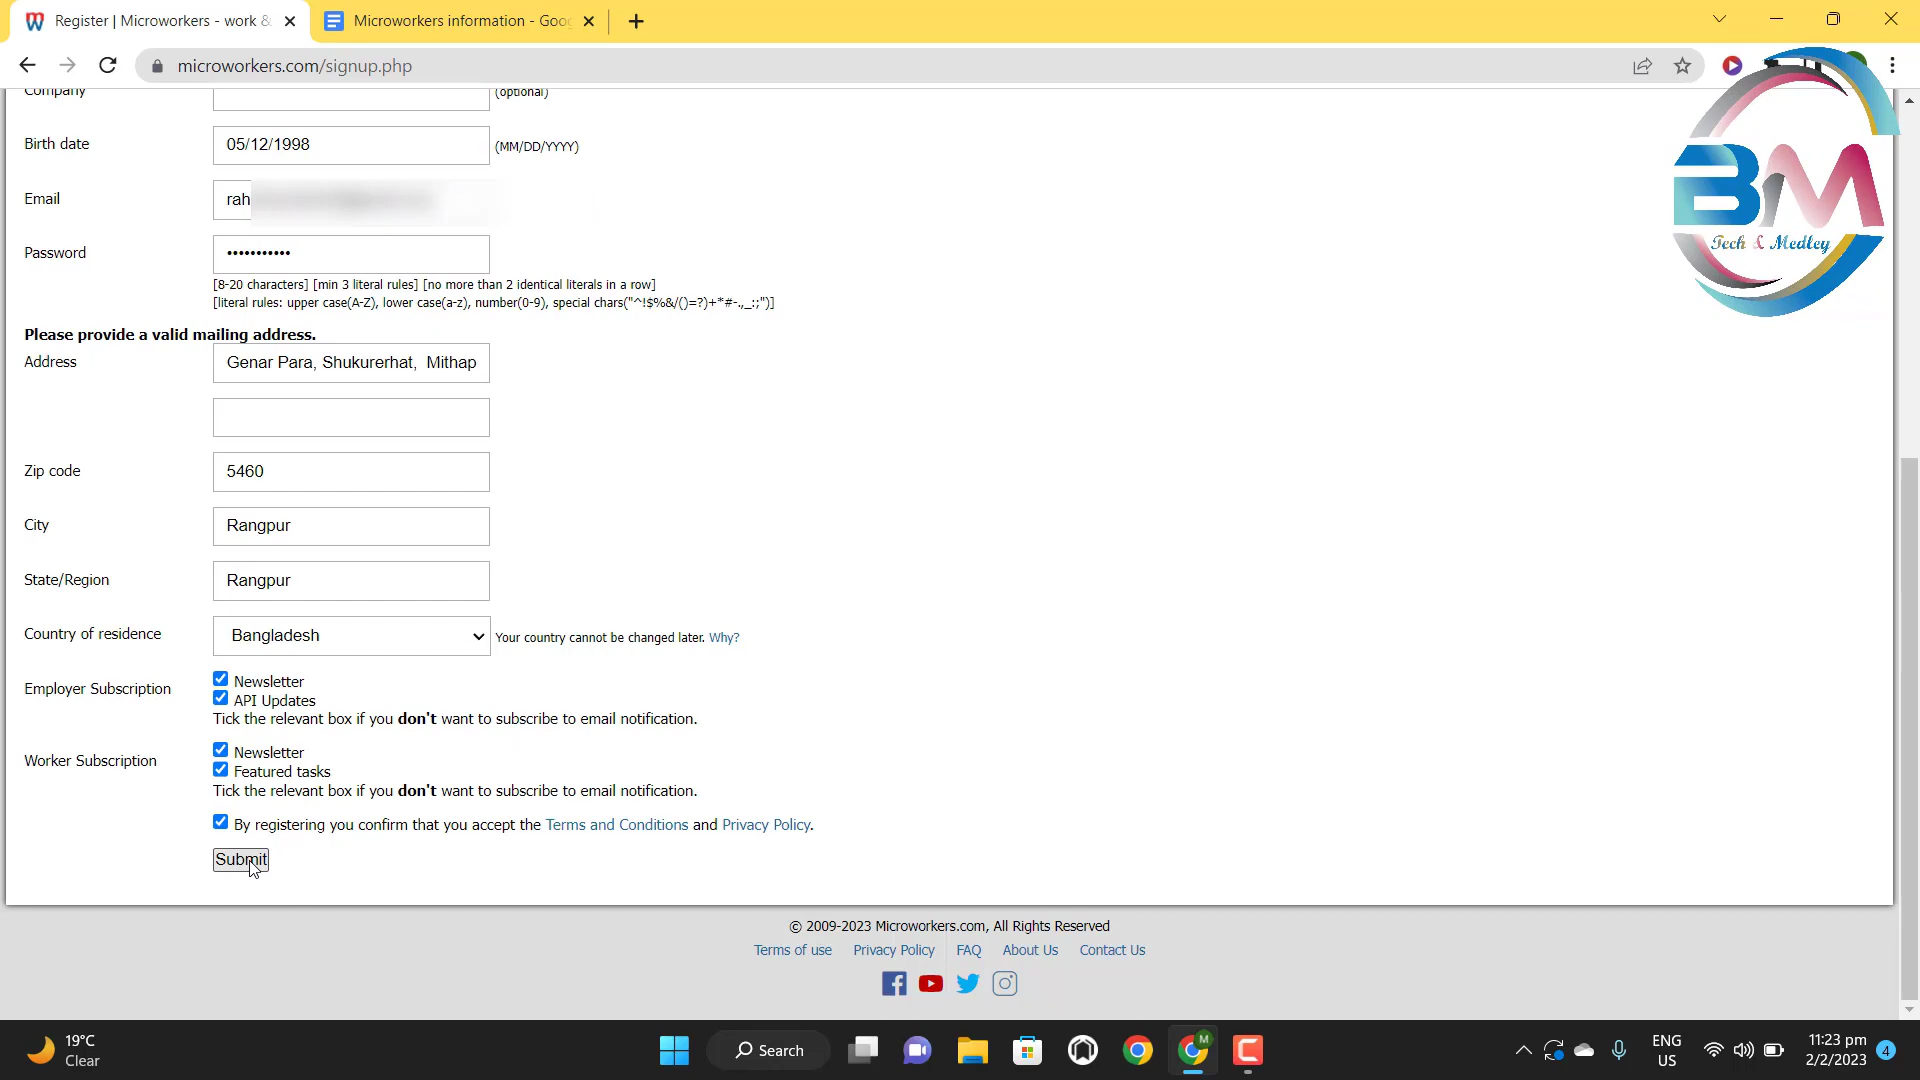 Register | Microworkers - work &
Microworkers information - Goo
microworkers.com/signup.php
Company
(optional)
Birth date
05/12/1998
(MM/DD/YYYY)
Email
rah
Password
•••••••••••
[8-20 characters] [min 3 literal rules] [no more than 2 identical literals in a row]
[literal rules: upper case(A-Z), lower case(a-z), number(0-9), special chars("^!$%&/()=?)+*#-.,_:;")]
Please provide a valid mailing address.
Address
Genar Para, Shukurerhat,  Mithap
Zip code
5460
City
Rangpur
State/Region
Rangpur
Country of residence
Bangladesh
Your country cannot be changed later. Why?
Employer Subscription
Newsletter
API Updates
Tick the relevant box if you don't want to subscribe to email notification.
Worker Subscription
Newsletter
Featured tasks
Tick the relevant box if you don't want to subscribe to email notification.
By registering you confirm that you accept the Terms and Conditions and Privacy Policy.
Submit
© 2009-2023 Microworkers.com, All Rights Reserved
Terms of use Privacy Policy FAQ About Us Contact Us
BM
Tech & Medley
19°C
Clear
Search
M
ENG
US
11:23 pm
2/2/2023
4